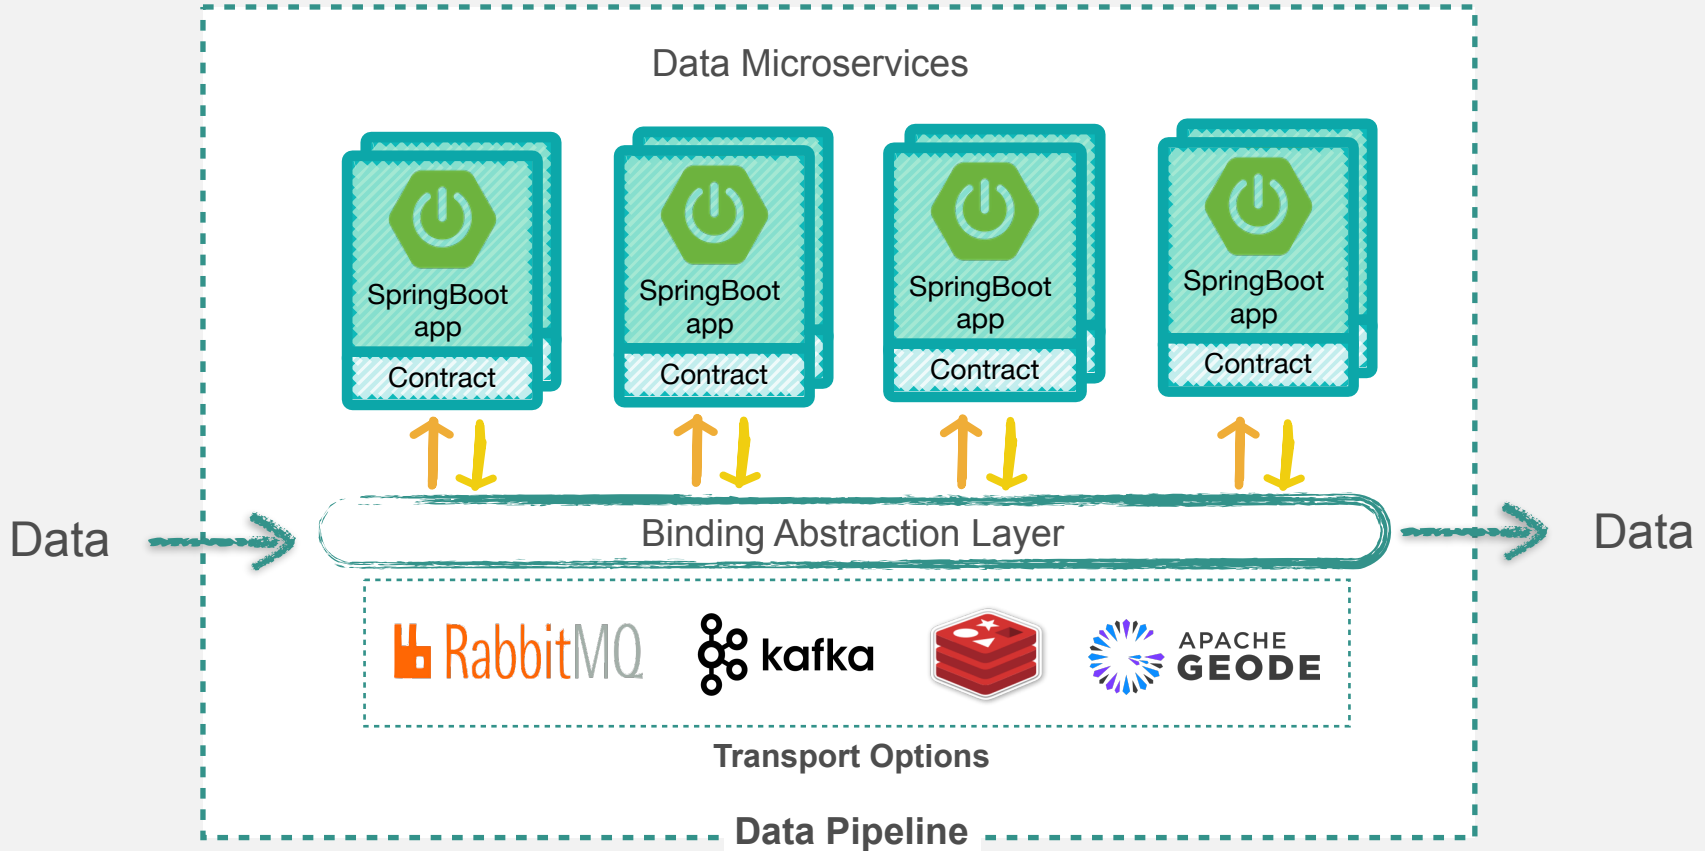 Data Microservices
SpringBoot
app
Contract
SpringBoot
app
Contract
SpringBoot
app
Contract
SpringBoot
app
Contract
Data
Binding Abstraction Layer
Data
RabbitMQ
kafka
APACHE
GEODE
Transport Options
Data Pipeline